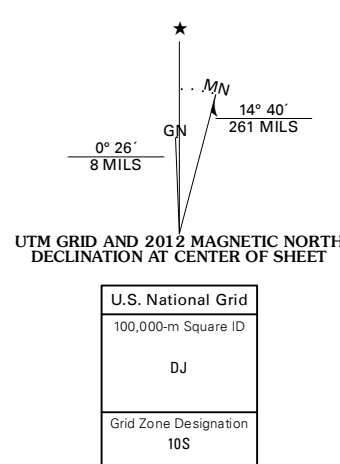 ★
MN
GN
14° 40´
261 MILS
0° 26´
8 MILS
UTM GRID AND 2012 MAGNETIC NORTH
DECLINATION AT CENTER OF SHEET
U.S. National Grid
100,000-m Square ID
DJ
Grid Zone Designation
10S